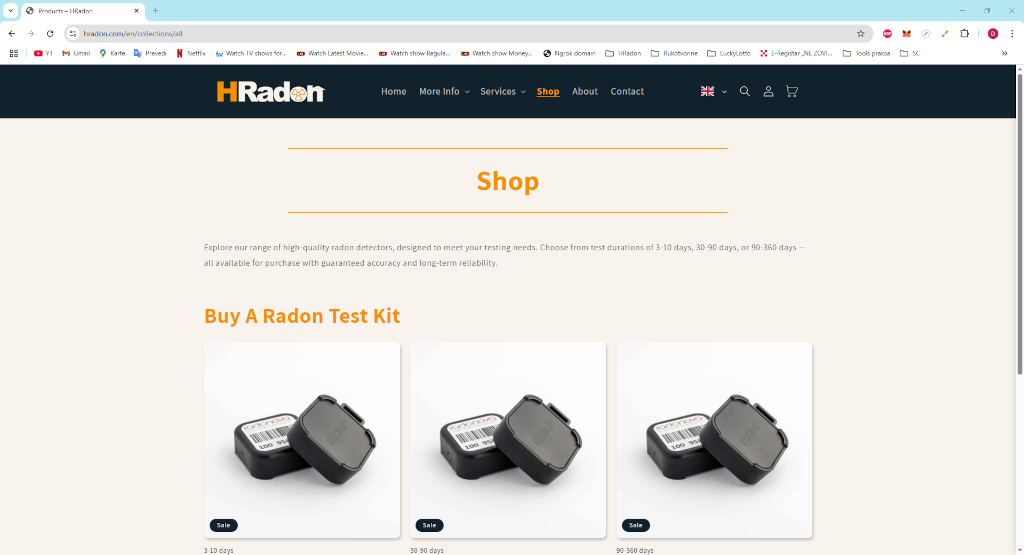 Products – HRadon
hradon.com/en/collections/all
YT Gmail Karte Prevedi Netflix Watch TV shows for... Watch Latest Movie... Watch show Regula... Watch show Money... Ngrok domain HRadon Rukotvorine LuckyLotto E-Registar _NE ZOVI... Tools praksa SC
HRadon Home More Info Services Shop About Contact
Shop
Explore our range of high-quality radon detectors, designed to meet your testing needs. Choose from test durations of 3-10 days, 30-90 days, or 90-360 days —
all available for purchase with guaranteed accuracy and long-term reliability.
Buy A Radon Test Kit
Sale Sale Sale
3-10 days 30-90 days 90-360 days